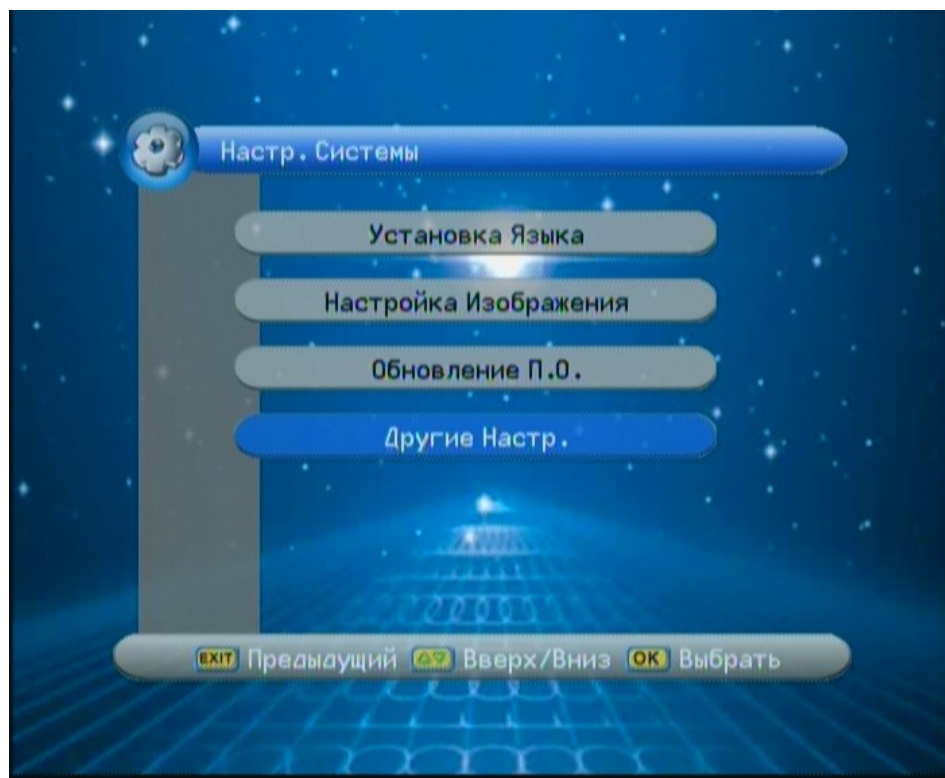 Настр. Системы
Установка Языка
Настройка Изображения
Обновление П.О.
Другие Настр.
EXIT Предыдущий Вверх/Вниз OK Выбрать